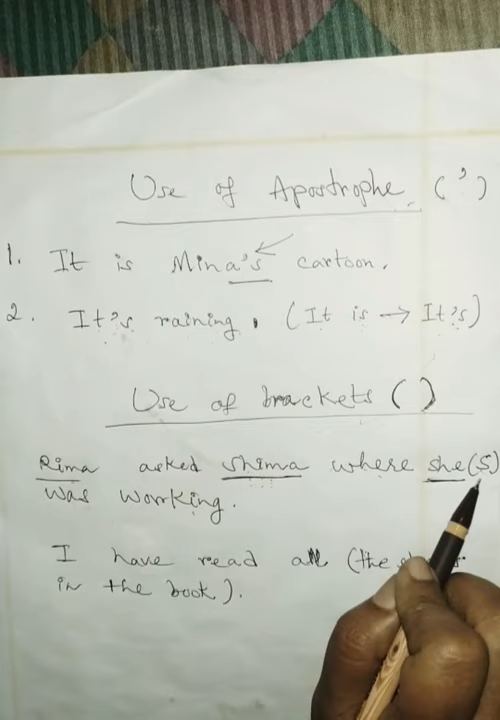 Use of Apostrophe. (')
1. It is Mina's cartoon.
2. It's raining. (It is → It's)
Use of brackets ()
Rima asked Shima where she (S)
was working.
I have read all (the
in the book).